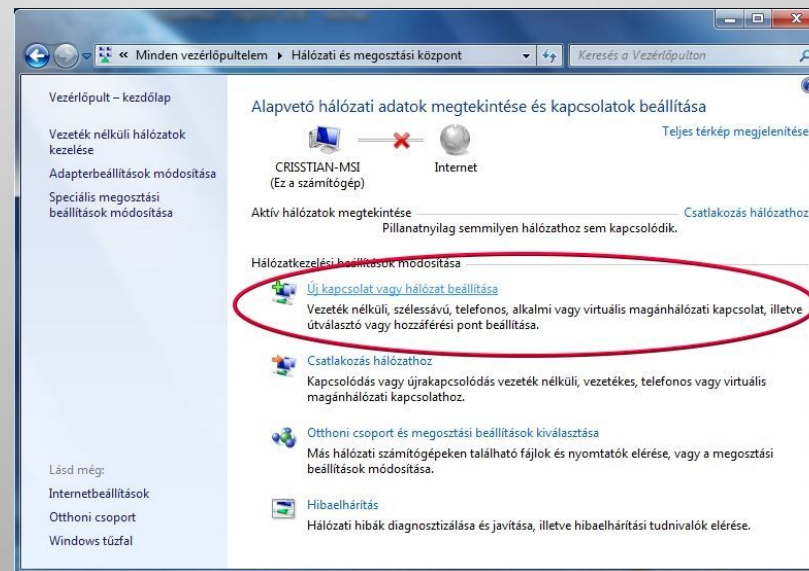 « Minden vezérlőpultelem ▸ Hálózati és megosztási központ
Keresés a Vezérlőpulton
Vezérlőpult – kezdőlap
Vezeték nélküli hálózatok
kezelése
Adapterbeállítások módosítása
Speciális megosztási
beállítások módosítása
Lásd még:
Internetbeállítások
Otthoni csoport
Windows tűzfal
Alapvető hálózati adatok megtekintése és kapcsolatok beállítása
Teljes térkép megjelenítése
CRISSTIAN-MSI
(Ez a számítógép)
Internet
Aktív hálózatok megtekintése
Csatlakozás hálózathoz
Pillanatnyilag semmilyen hálózathoz sem kapcsolódik.
Hálózatkezelési beállítások módosítása
Új kapcsolat vagy hálózat beállítása
Vezeték nélküli, szélessávú, telefonos, alkalmi vagy virtuális magánhálózati kapcsolat, illetve
útválasztó vagy hozzáférési pont beállítása.
Csatlakozás hálózathoz
Kapcsolódás vagy újrakapcsolódás vezeték nélküli, vezetékes, telefonos vagy virtuális
magánhálózati kapcsolathoz.
Otthoni csoport és megosztási beállítások kiválasztása
Más hálózati számítógépeken található fájlok és nyomtatók elérése, vagy a megosztási
beállítások módosítása.
Hibaelhárítás
Hálózati hibák diagnosztizálása és javítása, illetve hibaelhárítási tudnivalók elérése.